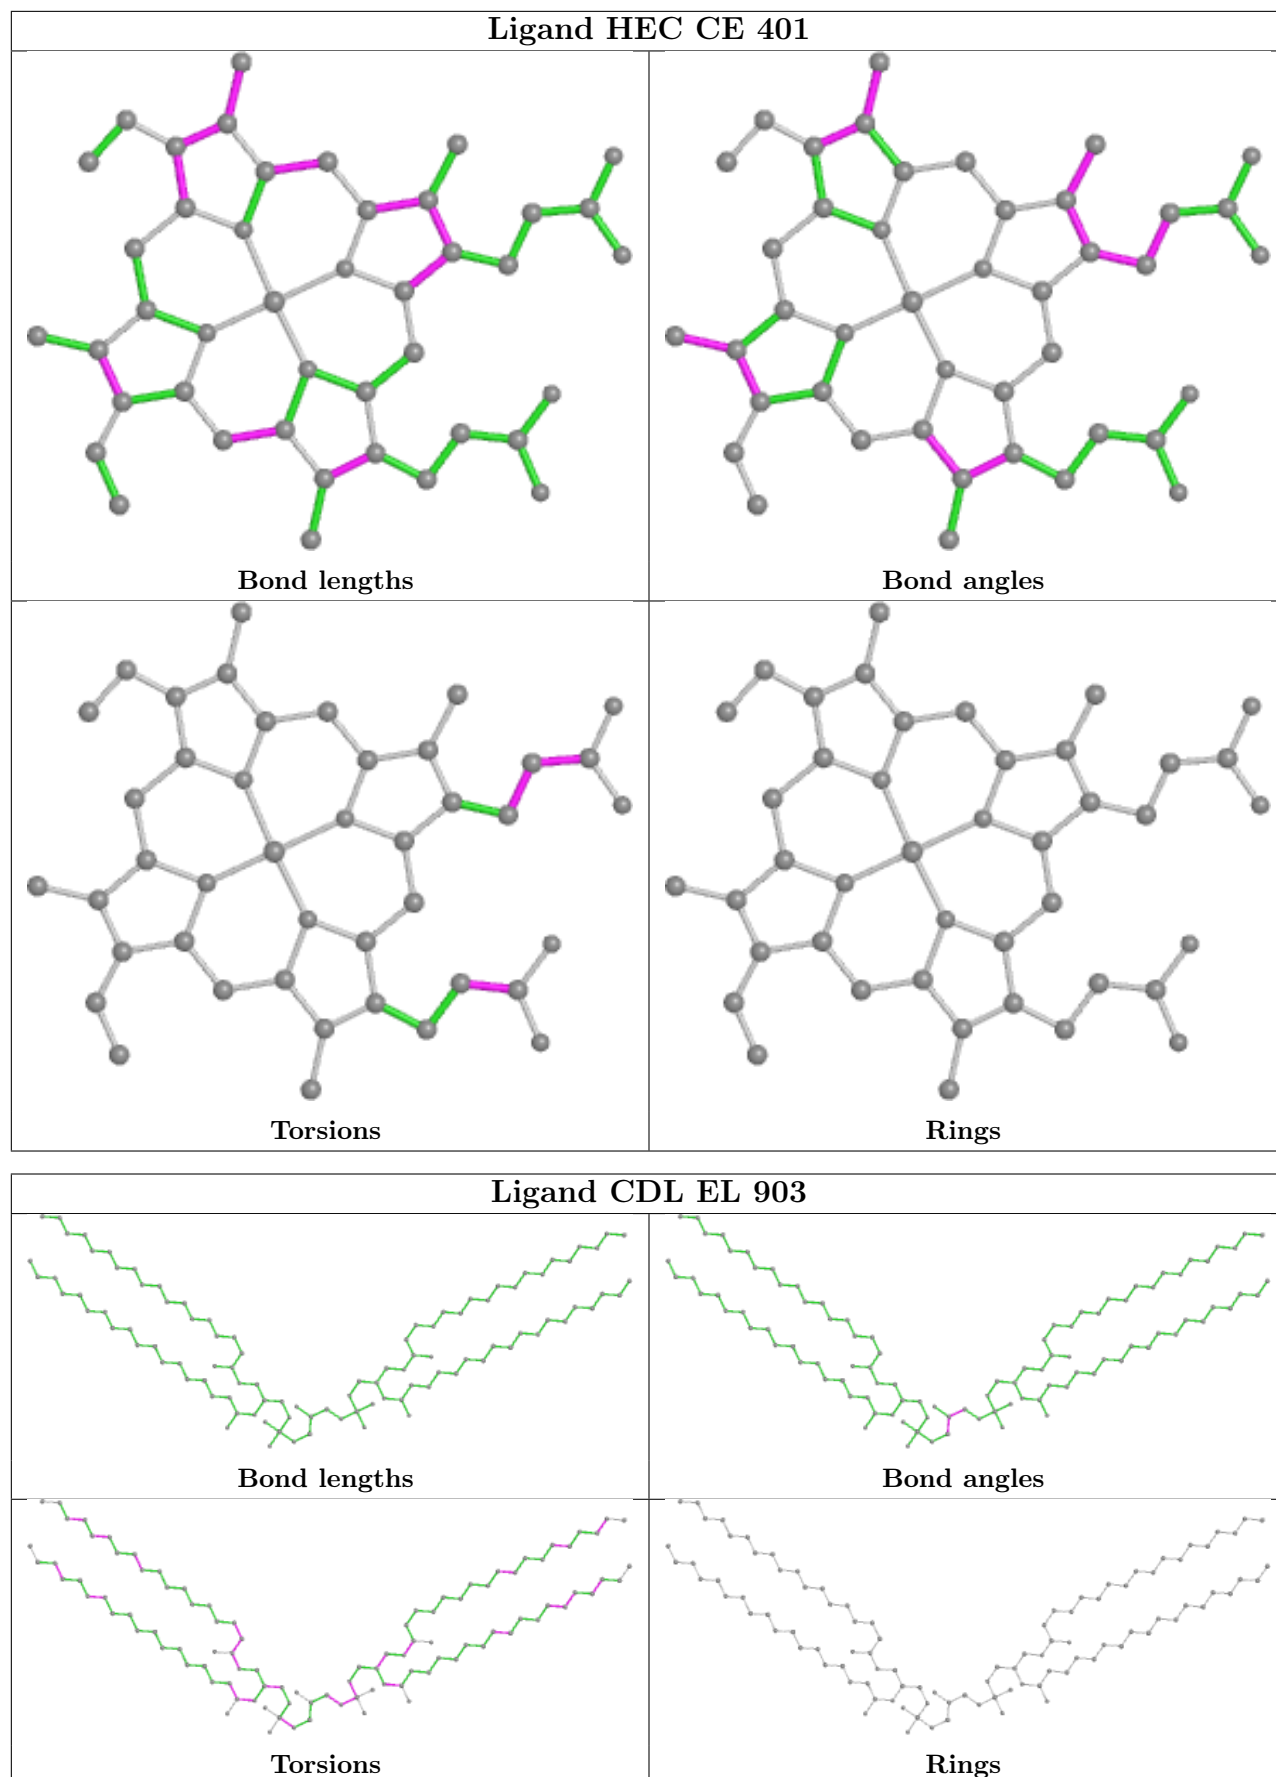 Ligand HEC CE 401
Bond lengths
Bond angles
Torsions
Rings
Ligand CDL EL 903
Bond lengths
Bond angles
Torsions
Rings